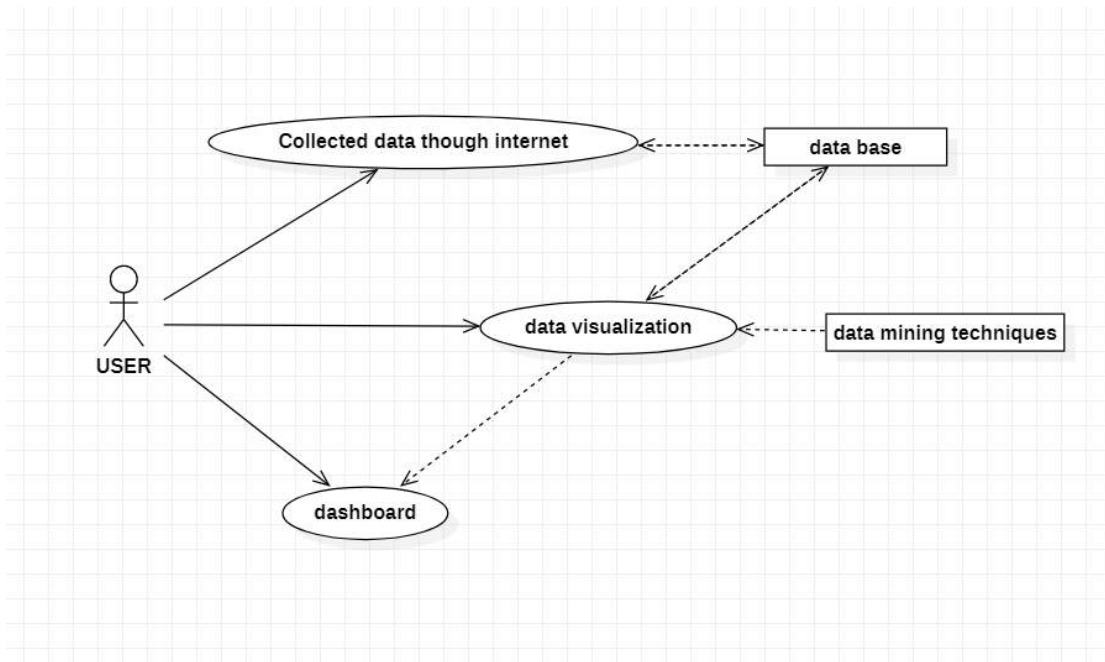 Collected data though internet
data base
data visualization
data mining techniques
USER
dashboard